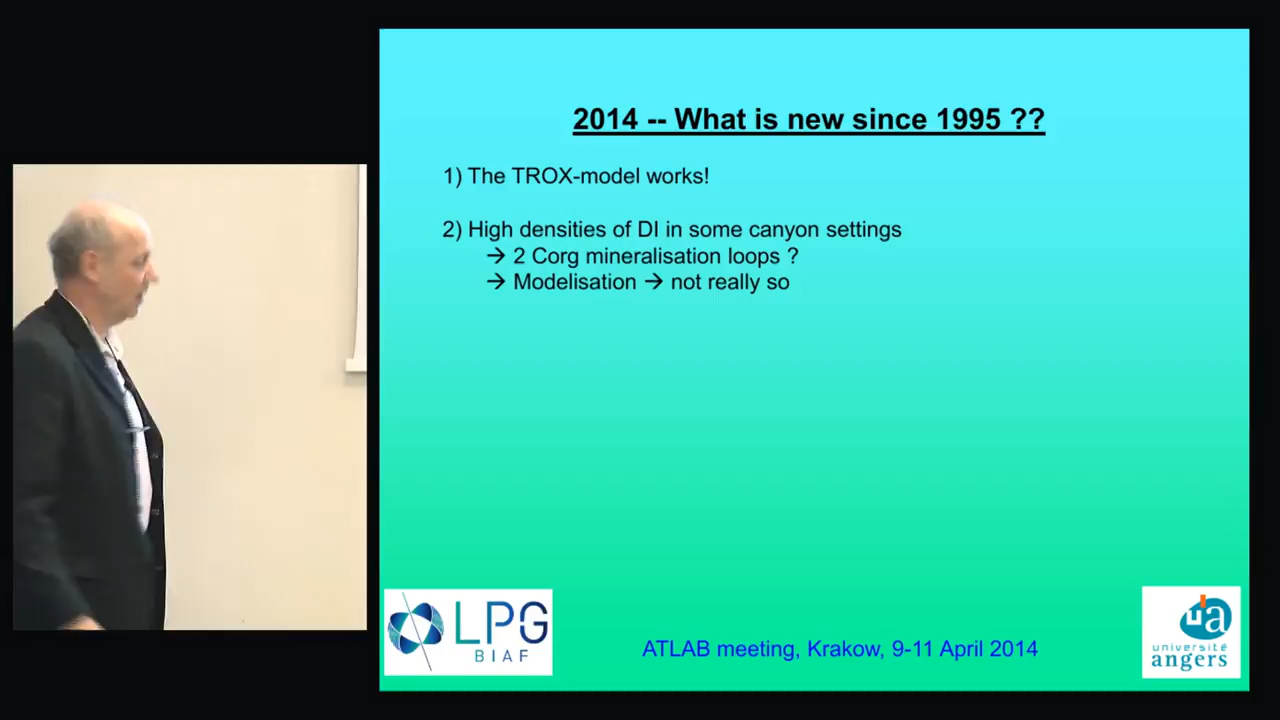 2014 -- What is new since 1995 ??
1) The TROX-model works!
2) High densities of DI in some canyon settings
→ 2 Corg mineralisation loops ?
→ Modelisation → not really so
LPG
BIAF
ATLAB meeting, Krakow, 9-11 April 2014
ua
université
angers